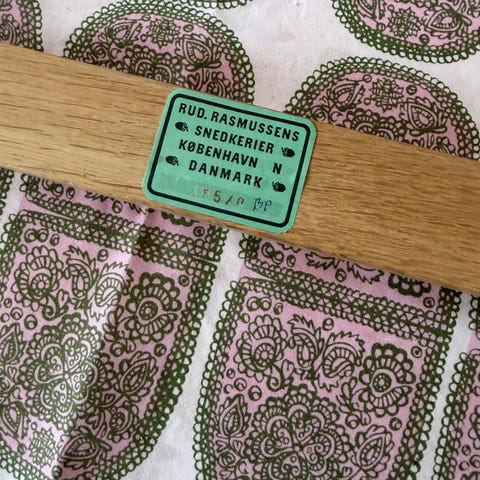 RUD. RASMUSSENS
SNEDKERIER
KØBENHAVN N
DANMARK